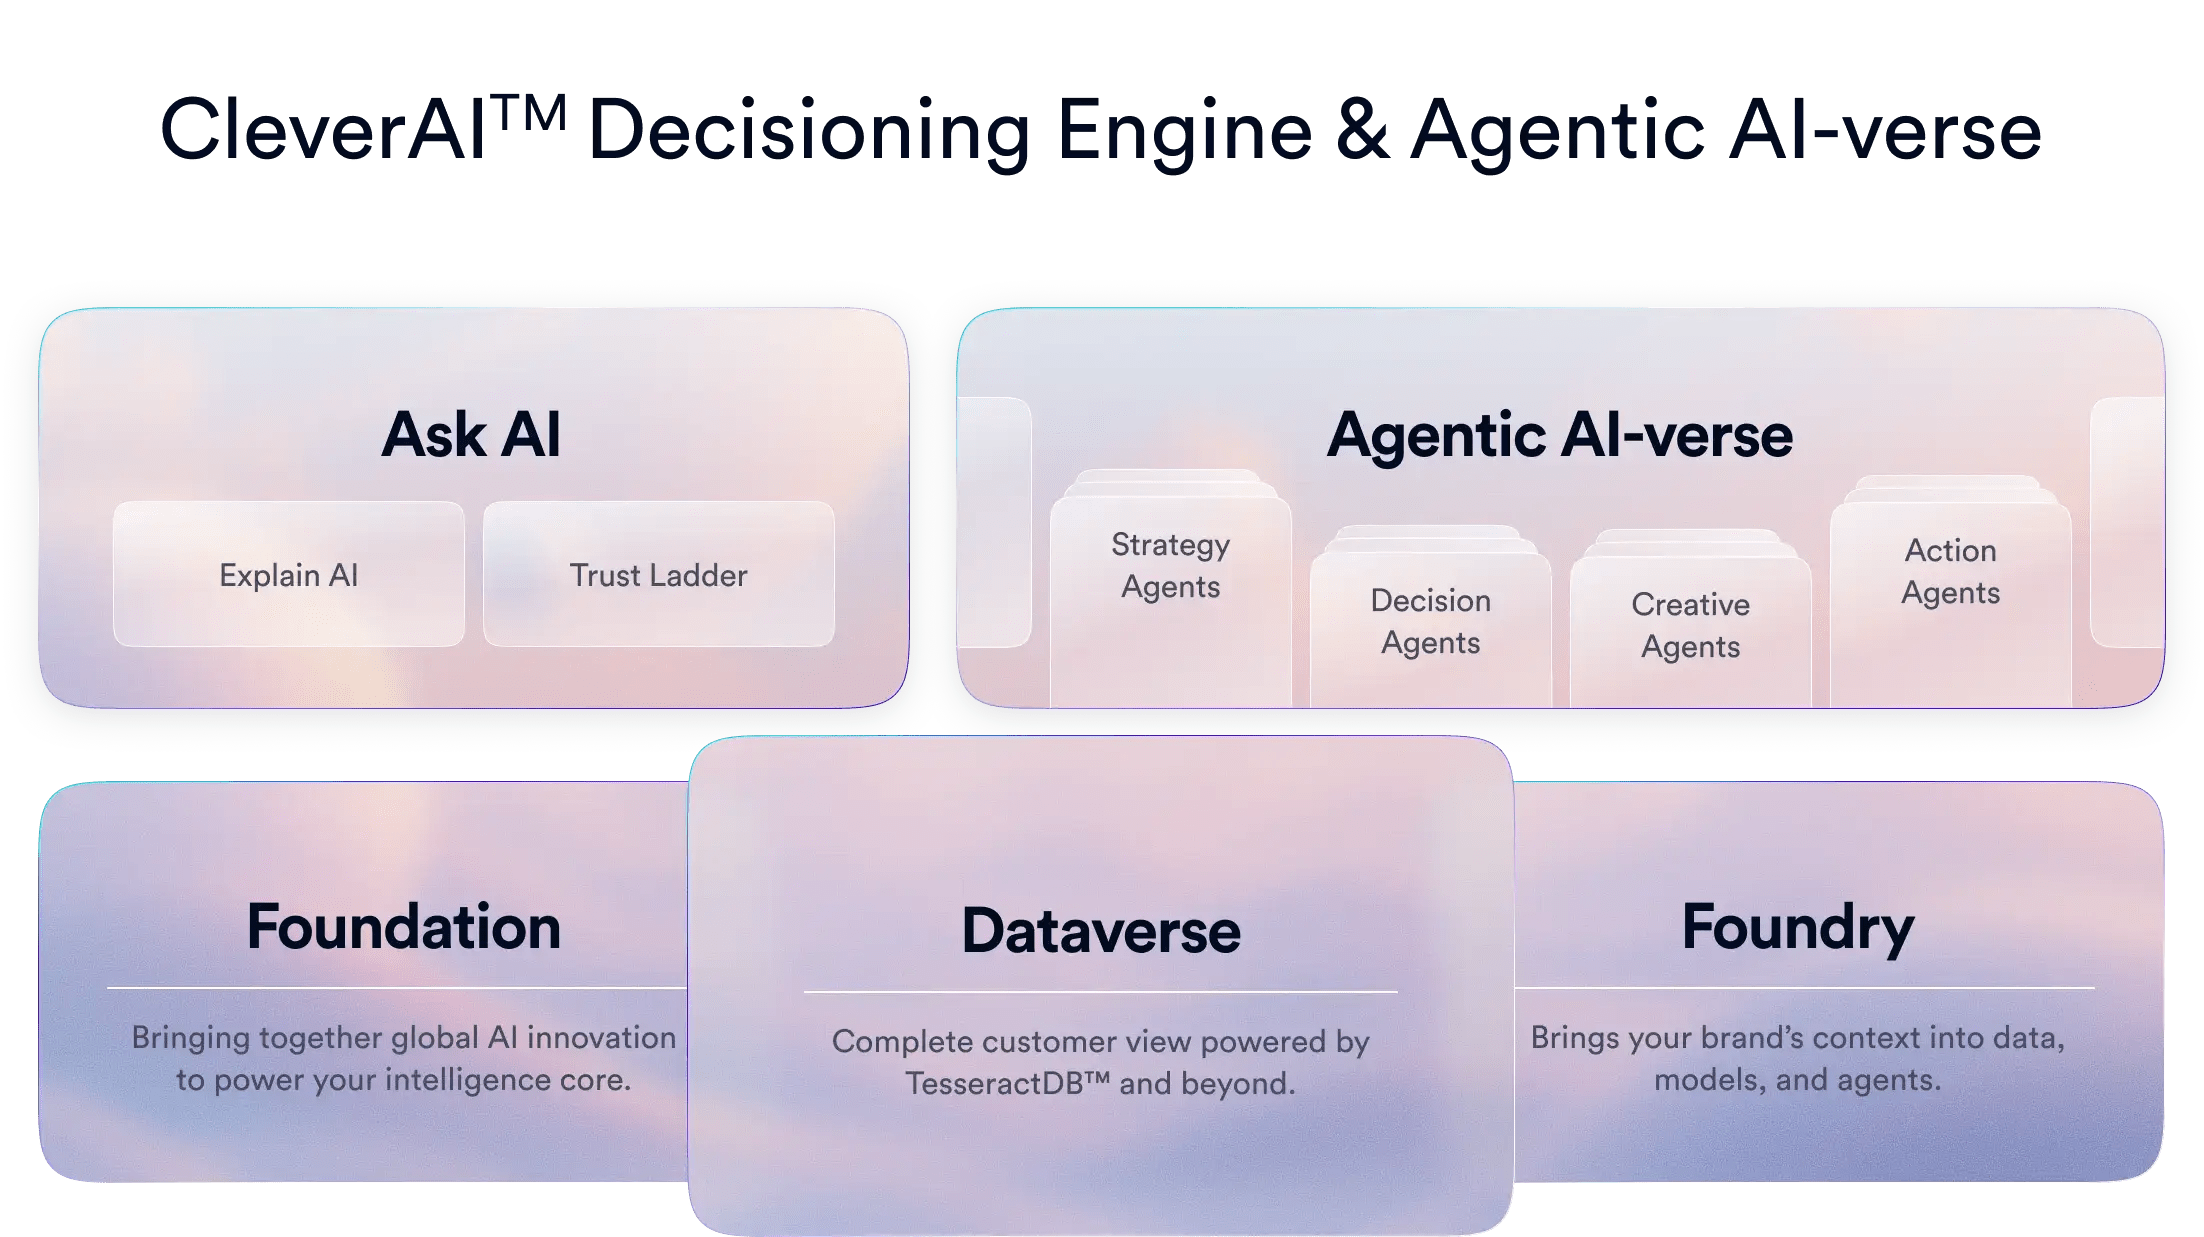 CleverAI™ Decisioning Engine & Agentic AI-verse
Ask AI
Explain AI
Trust Ladder
Agentic AI-verse
Strategy
Agents
Decision
Agents
Creative
Agents
Action
Agents
Foundation
Bringing together global AI innovation
to power your intelligence core.
Dataverse
Complete customer view powered by
TesseractDB™ and beyond.
Foundry
Brings your brand’s context into data,
models, and agents.